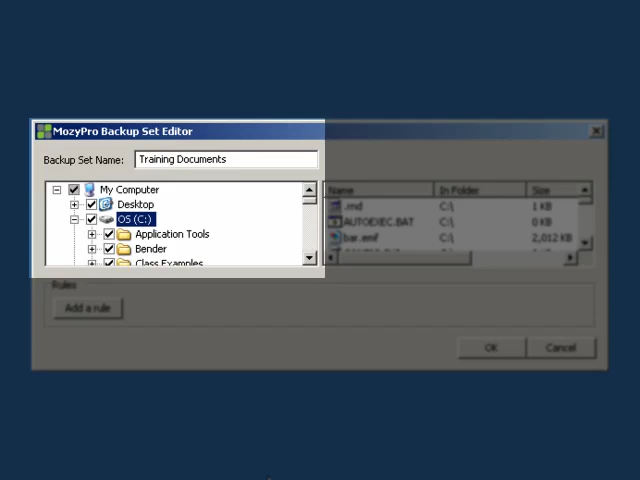 MozyPro Backup Set Editor
Backup Set Name: Training Documents
My Computer
Desktop
OS (C:)
Application Tools
Bender
Class Examples
Name In Folder Size
.rnd C:\ 1 KB
AUTOEXEC.BAT C:\ 0 KB
bar.emf C:\ 2,012 KB
Rules
Add a rule
OK Cancel